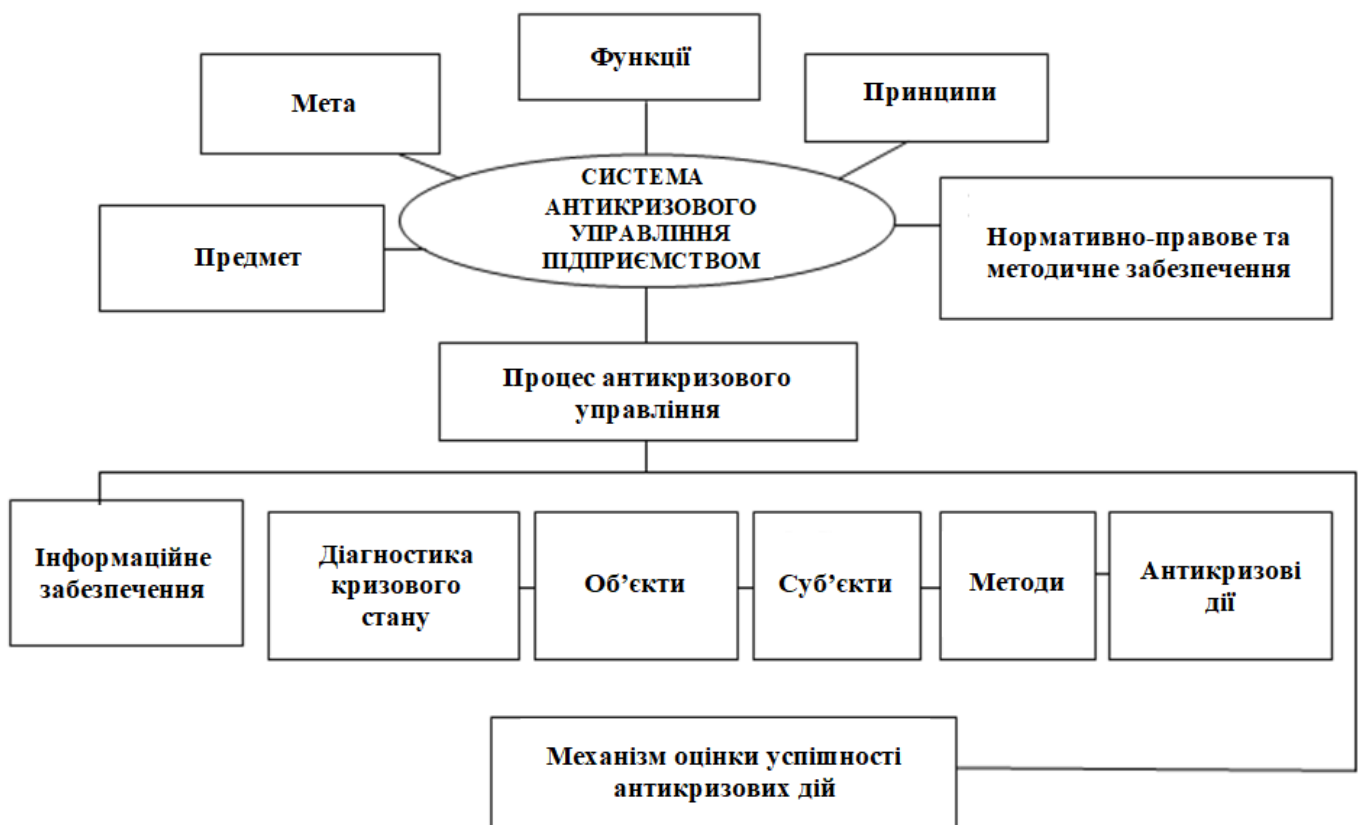 Функції
Мета
Принципи
СИСТЕМА
АНТИКРИЗОВОГО
УПРАВЛІННЯ
ПІДПРИЄМСТВОМ
Предмет
Нормативно-правове та
методичне забезпечення
Процес антикризового
управління
Інформаційне
забезпечення
Діагностика
кризового
стану
Об’єкти
Суб’єкти
Методи
Антикризові
дії
Механізм оцінки успішності
антикризових дій